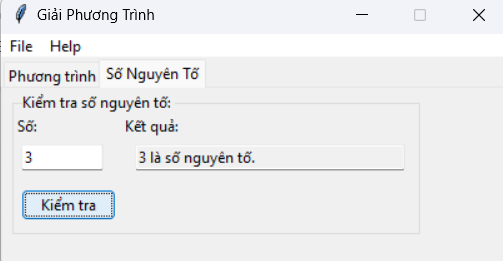 Giải Phương Trình
File Help
Phương trình Số Nguyên Tố
Kiểm tra số nguyên tố:
Số: Kết quả:
3 3 là số nguyên tố.
Kiểm tra